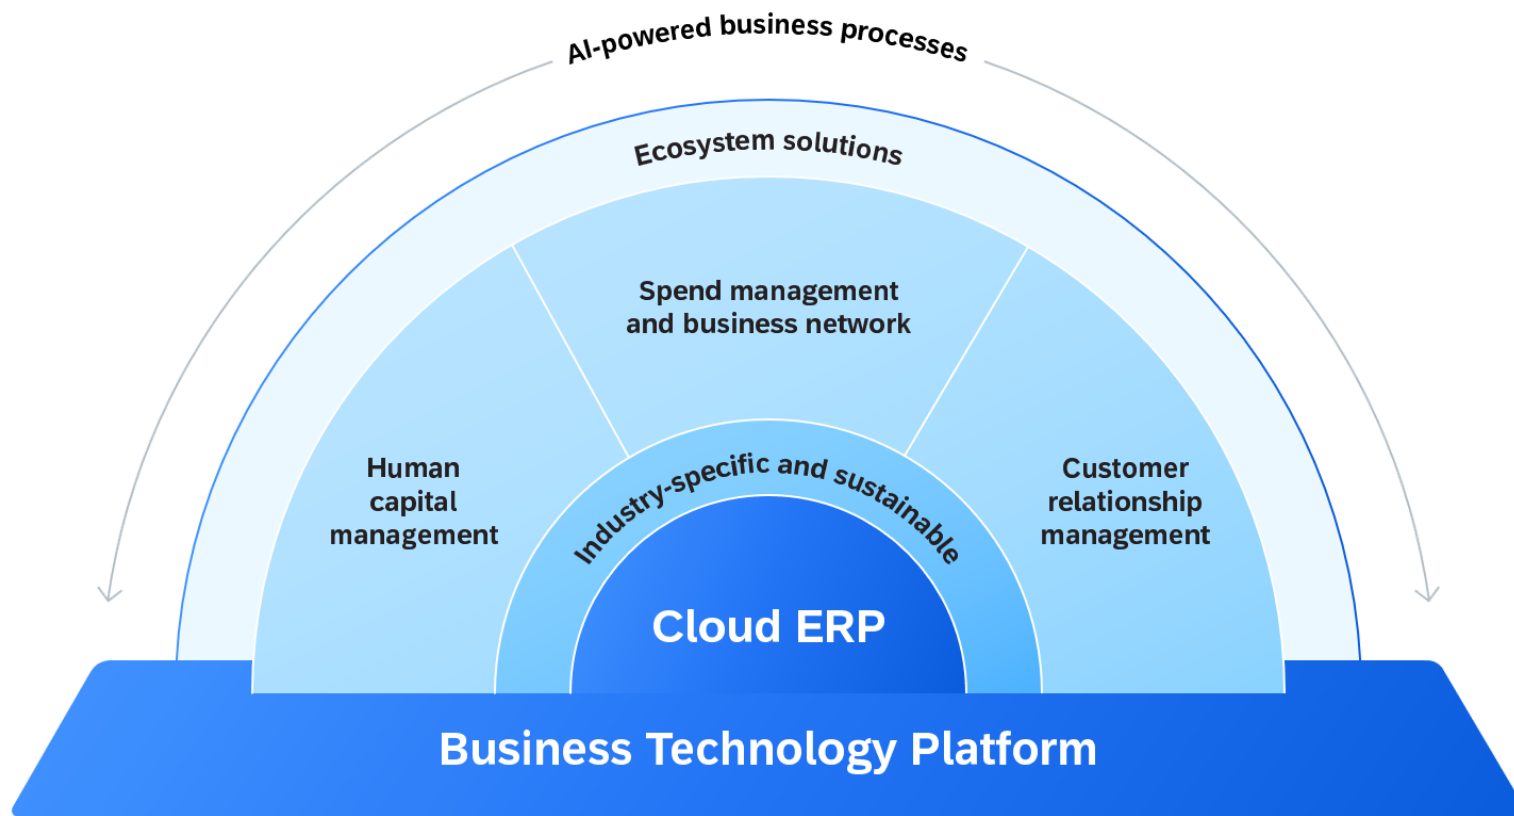 AI-powered business processes
Ecosystem solutions
Spend management
and business network
Human
capital
management
Customer
relationship
management
Industry-specific and sustainable
Cloud ERP
Business Technology Platform